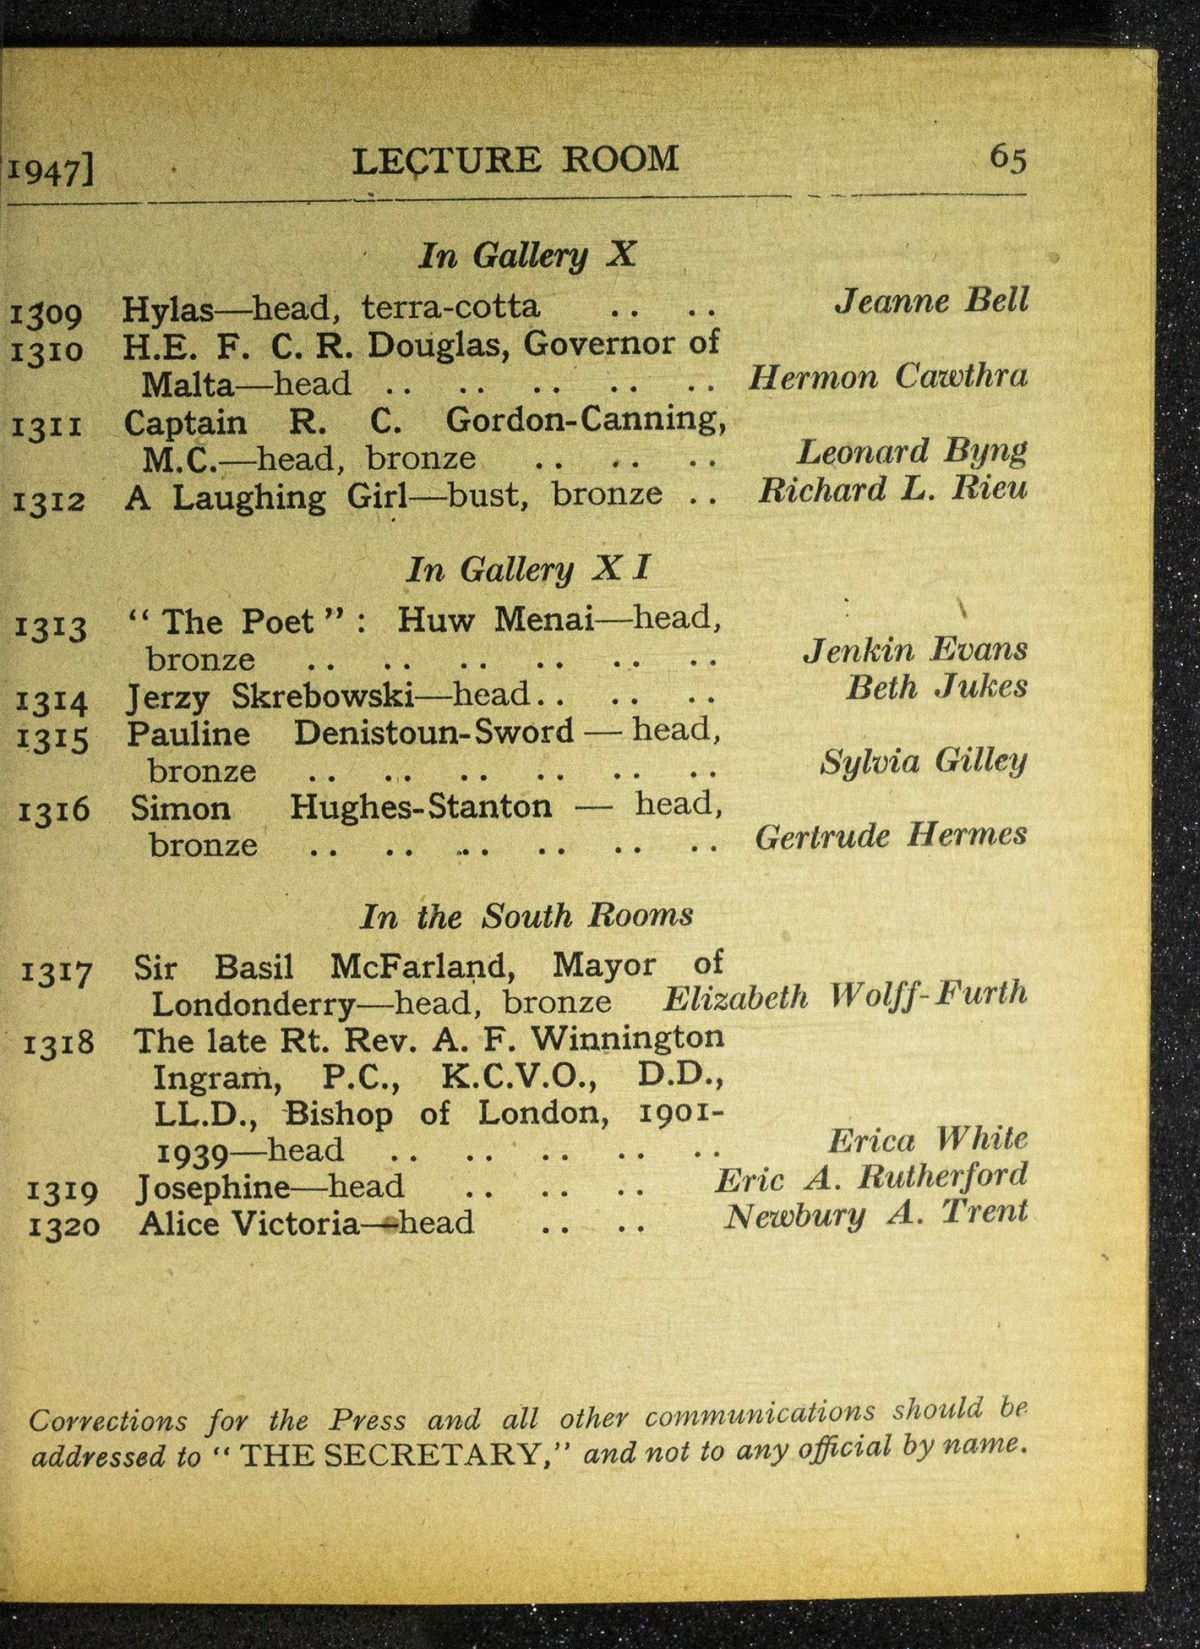 1947] LECTURE ROOM 65
In Gallery X
1309 Hylas—head, terra-cotta .. .. Jeanne Bell
1310 H.E. F. C. R. Douglas, Governor of
Malta—head .. .. .. .. .. Hermon Cawthra
1311 Captain R. C. Gordon-Canning,
M.C.—head, bronze .. .. .. Leonard Byng
1312 A Laughing Girl—bust, bronze .. Richard L. Rieu
In Gallery XI
1313 “The Poet”: Huw Menai—head,
bronze .. .. .. .. .. .. Jenkin Evans
1314 Jerzy Skrebowski—head.. .. .. Beth Jukes
1315 Pauline Denistoun-Sword — head,
bronze .. .. .. .. .. .. Sylvia Gilley
1316 Simon Hughes-Stanton — head,
bronze .. .. .. .. .. .. Gertrude Hermes
In the South Rooms
1317 Sir Basil McFarland, Mayor of
Londonderry—head, bronze Elizabeth Wolff-Furth
1318 The late Rt. Rev. A. F. Winnington
Ingram, P.C., K.C.V.O., D.D.,
LL.D., Bishop of London, 1901-
1939—head .. .. .. .. .. Erica White
1319 Josephine—head .. .. .. Eric A. Rutherford
1320 Alice Victoria—head .. .. Newbury A. Trent
Corrections for the Press and all other communications should be
addressed to “THE SECRETARY,” and not to any official by name.